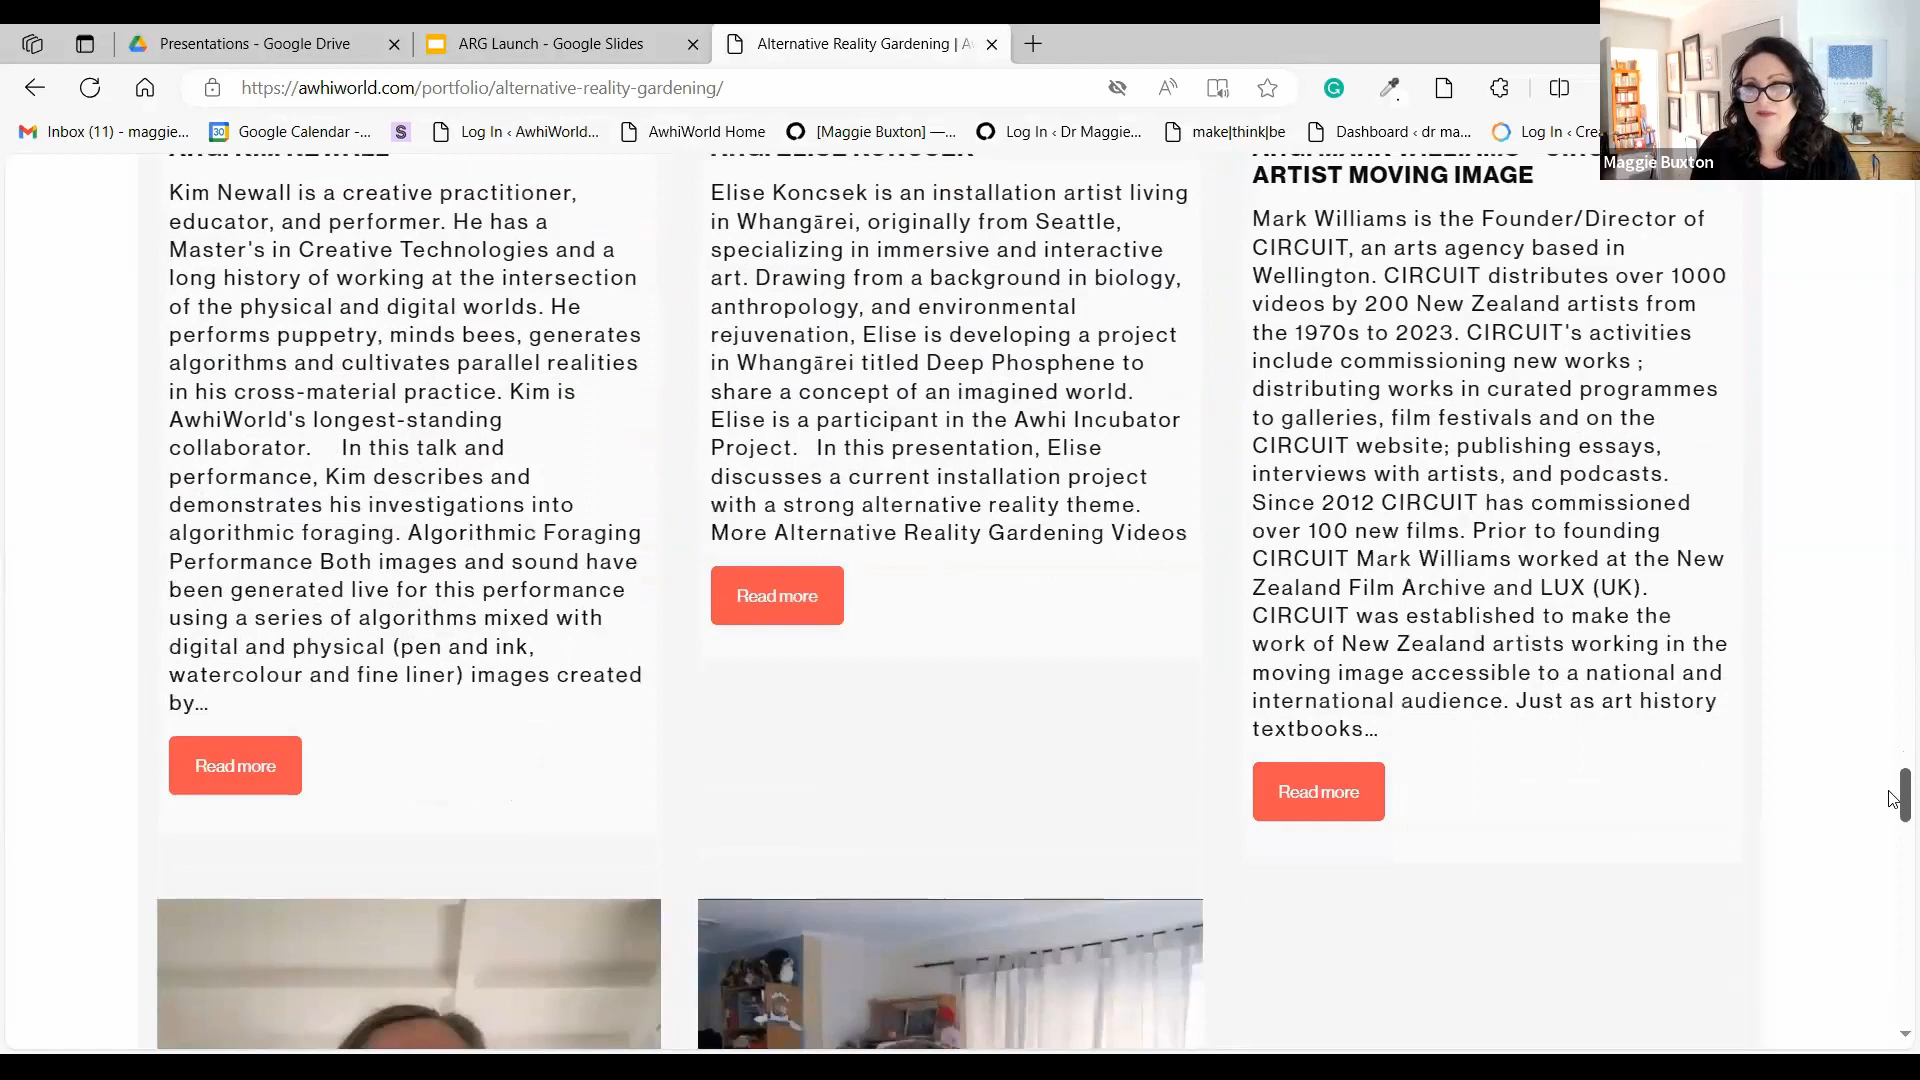 Presentations - Google Drive
ARG Launch - Google Slides
Alternative Reality Gardening | A
https://awhiworld.com/portfolio/alternative-reality-gardening/
Inbox (11) - maggie...
30
Google Calendar -...
S
Log In ‹ AwhiWorld...
AwhiWorld Home
[Maggie Buxton] —...
Log In ‹ Dr Maggie...
make|think|be
Dashboard ‹ dr ma...
Log In ‹ Crea
Maggie Buxton
Kim Newall is a creative practitioner,
educator, and performer. He has a
Master's in Creative Technologies and a
long history of working at the intersection
of the physical and digital worlds. He
performs puppetry, minds bees, generates
algorithms and cultivates parallel realities
in his cross-material practice. Kim is
AwhiWorld's longest-standing
collaborator. In this talk and
performance, Kim describes and
demonstrates his investigations into
algorithmic foraging. Algorithmic Foraging
Performance Both images and sound have
been generated live for this performance
using a series of algorithms mixed with
digital and physical (pen and ink,
watercolour and fine liner) images created
by...
Read more
Elise Koncsek is an installation artist living
in Whangārei, originally from Seattle,
specializing in immersive and interactive
art. Drawing from a background in biology,
anthropology, and environmental
rejuvenation, Elise is developing a project
in Whangārei titled Deep Phosphene to
share a concept of an imagined world.
Elise is a participant in the Awhi Incubator
Project. In this presentation, Elise
discusses a current installation project
with a strong alternative reality theme.
More Alternative Reality Gardening Videos
Read more
ARTIST MOVING IMAGE
Mark Williams is the Founder/Director of
CIRCUIT, an arts agency based in
Wellington. CIRCUIT distributes over 1000
videos by 200 New Zealand artists from
the 1970s to 2023. CIRCUIT's activities
include commissioning new works ;
distributing works in curated programmes
to galleries, film festivals and on the
CIRCUIT website; publishing essays,
interviews with artists, and podcasts.
Since 2012 CIRCUIT has commissioned
over 100 new films. Prior to founding
CIRCUIT Mark Williams worked at the New
Zealand Film Archive and LUX (UK).
CIRCUIT was established to make the
work of New Zealand artists working in the
moving image accessible to a national and
international audience. Just as art history
textbooks...
Read more